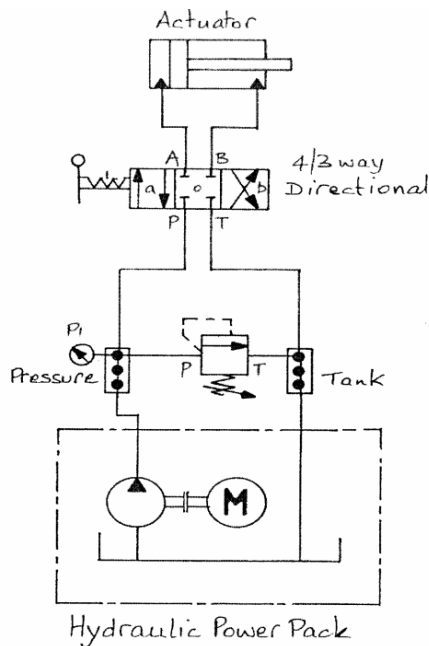 Actuator
A B
4/3 way
Directional
a o b
P T
P1
P T
Pressure
Tank
M
Hydraulic Power Pack